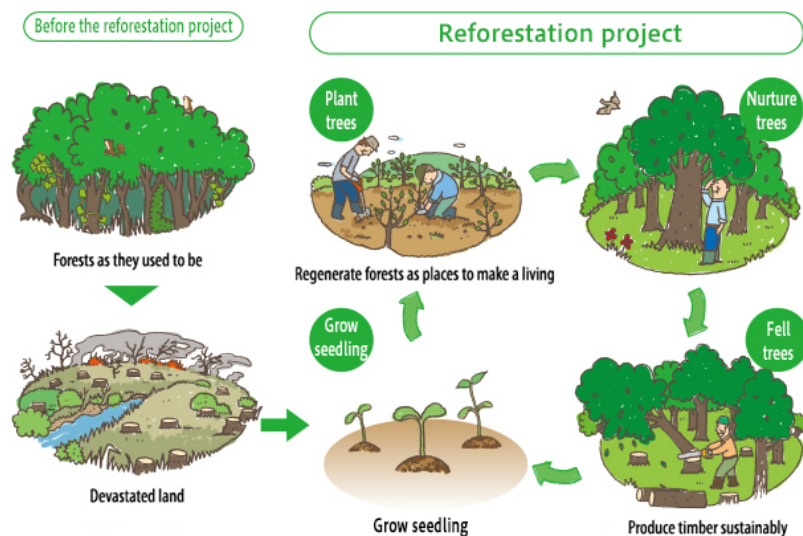 Before the reforestation project
Reforestation project
Forests as they used to be
Devastated land
Plant
trees
Regenerate forests as places to make a living
Nurture
trees
Grow
seedling
Grow seedling
Fell
trees
Produce timber sustainably